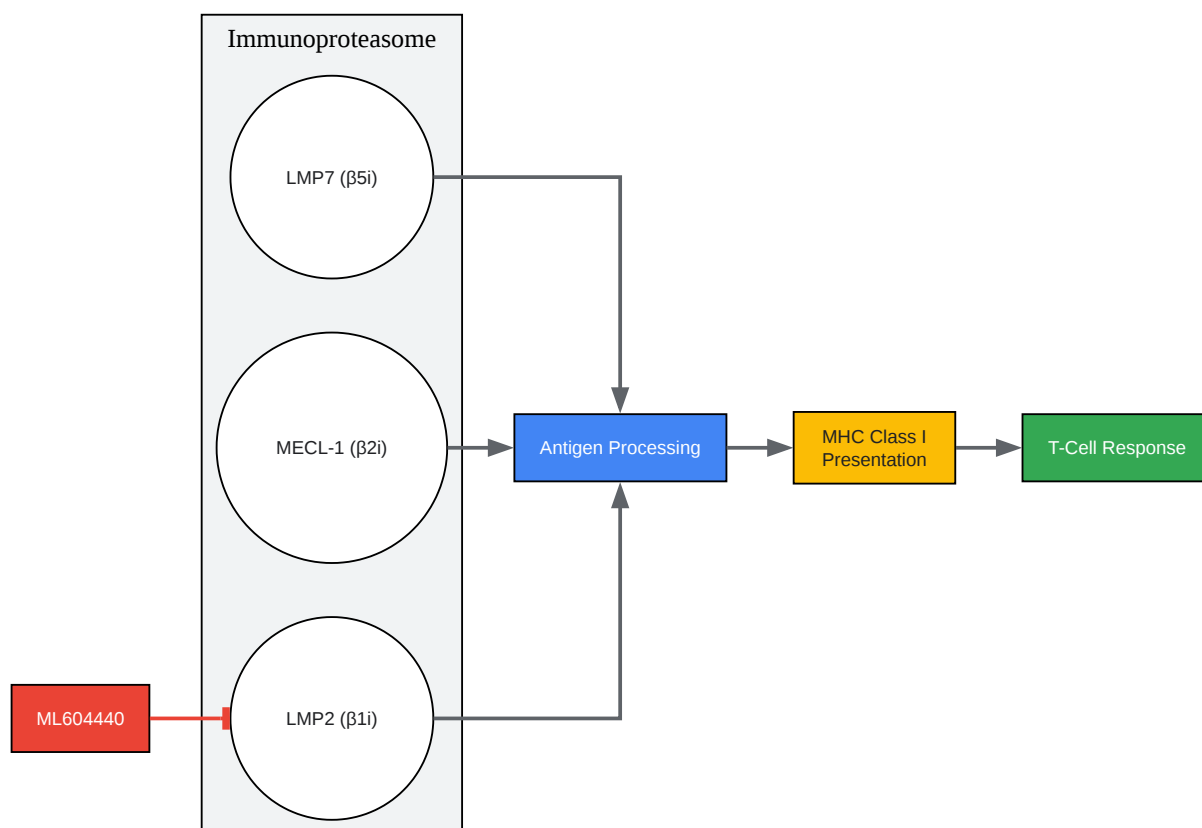 Immunoproteasome
LMP7 (β5i)
MECL-1 (β2i)
Antigen Processing
MHC Class I
Presentation
T-Cell Response
ML604440
LMP2 (β1i)